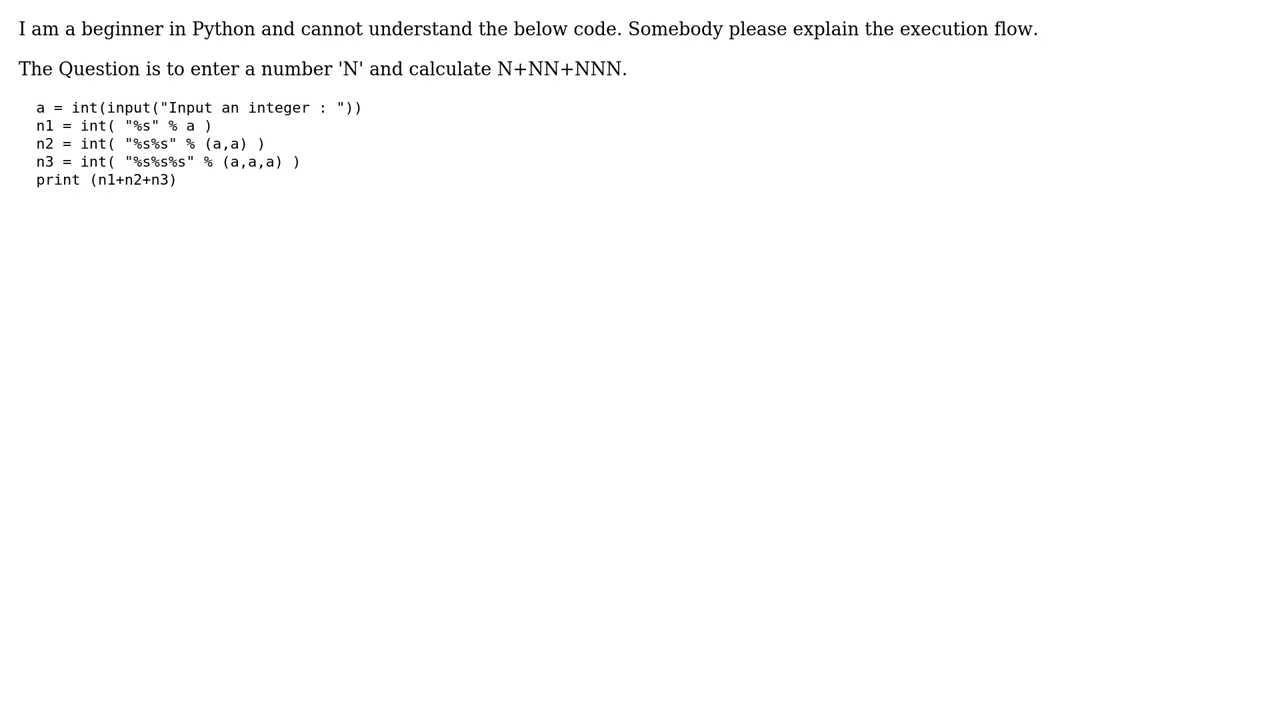 I am a beginner in Python and cannot understand the below code. Somebody please explain the execution flow.
The Question is to enter a number 'N' and calculate N+NN+NNN.
a = int(input("Input an integer : "))
n1 = int( "%s" % a )
n2 = int( "%s%s" % (a,a) )
n3 = int( "%s%s%s" % (a,a,a) )
print (n1+n2+n3)